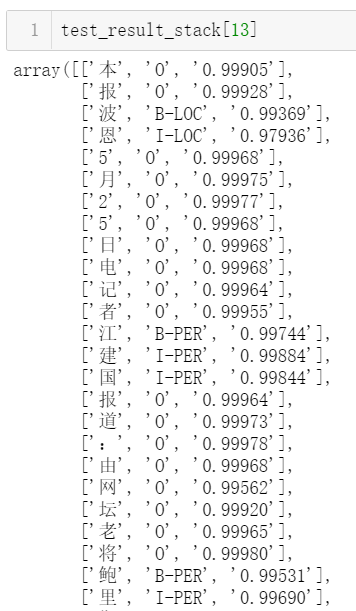 1 test_result_stack[13]
array([['本', 'O', '0.99905'],
['报', 'O', '0.99928'],
['波', 'B-LOC', '0.99369'],
['恩', 'I-LOC', '0.97936'],
['5', 'O', '0.99968'],
['月', 'O', '0.99975'],
['2', 'O', '0.99977'],
['5', 'O', '0.99968'],
['日', 'O', '0.99968'],
['电', 'O', '0.99968'],
['记', 'O', '0.99964'],
['者', 'O', '0.99955'],
['江', 'B-PER', '0.99744'],
['建', 'I-PER', '0.99884'],
['国', 'I-PER', '0.99844'],
['报', 'O', '0.99964'],
['道', 'O', '0.99973'],
['：', 'O', '0.99978'],
['由', 'O', '0.99968'],
['网', 'O', '0.99562'],
['坛', 'O', '0.99920'],
['老', 'O', '0.99965'],
['将', 'O', '0.99980'],
['鲍', 'B-PER', '0.99531'],
['里', 'I-PER', '0.99690'],